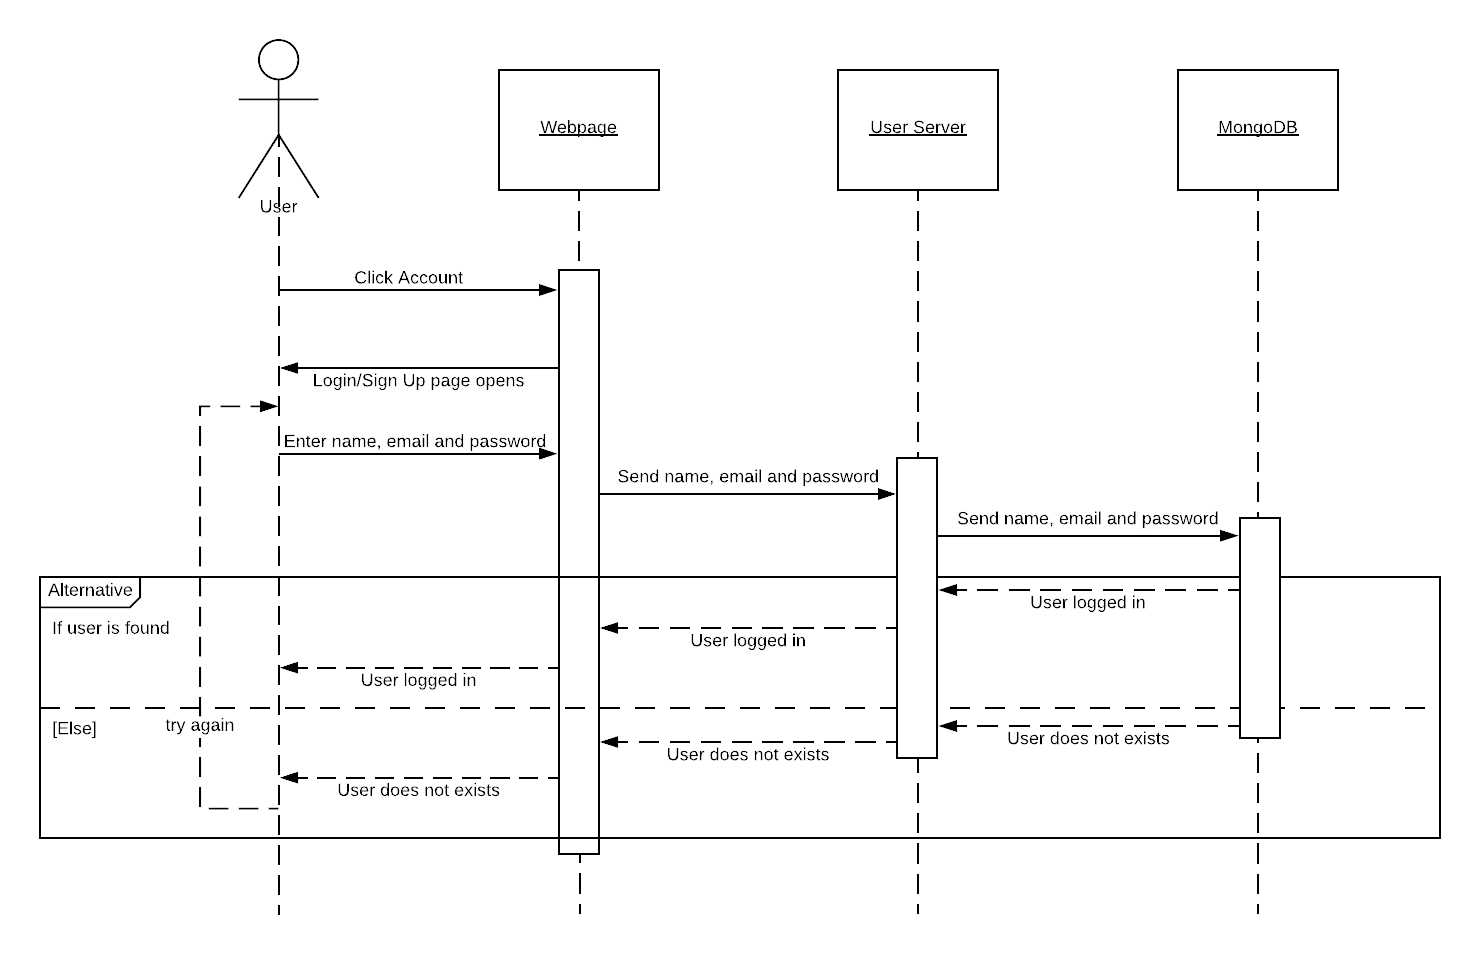 User
Webpage
User Server
MongoDB
Click Account
Login/Sign Up page opens
Enter name, email and password
Send name, email and password
Send name, email and password
Alternative
If user is found
User logged in
User logged in
User logged in
[Else]
try again
User does not exists
User does not exists
User does not exists